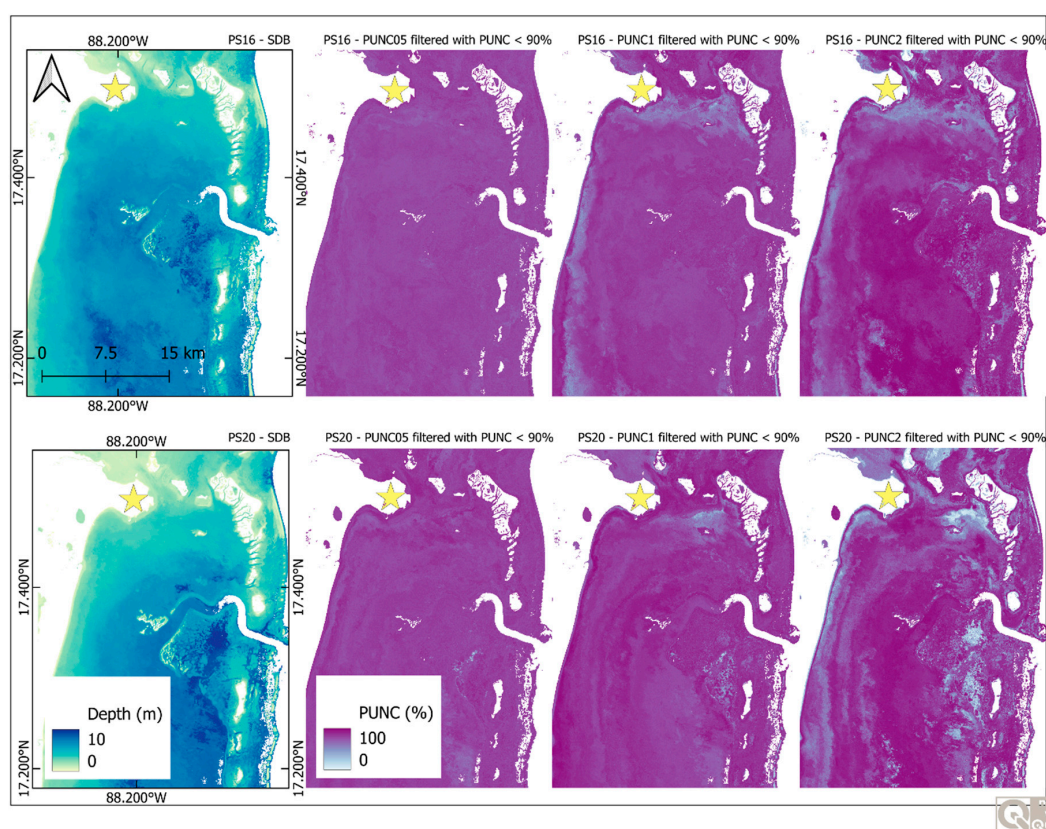 88.200°W
PS16 - SDB
PS16 - PUNC05 filtered with PUNC < 90%
PS16 - PUNC1 filtered with PUNC < 90%
PS16 - PUNC2 filtered with PUNC < 90%
17.400°N
17.400°N
0 7.5 15 km
17.200°N
17.200°N
88.200°W
88.200°W
PS20 - SDB
PS20 - PUNC05 filtered with PUNC < 90%
PS20 - PUNC1 filtered with PUNC < 90%
PS20 - PUNC2 filtered with PUNC < 90%
17.400°N
17.400°N
Depth (m)
10
0
PUNC (%)
100
0
17.200°N
17.200°N
88.200°W